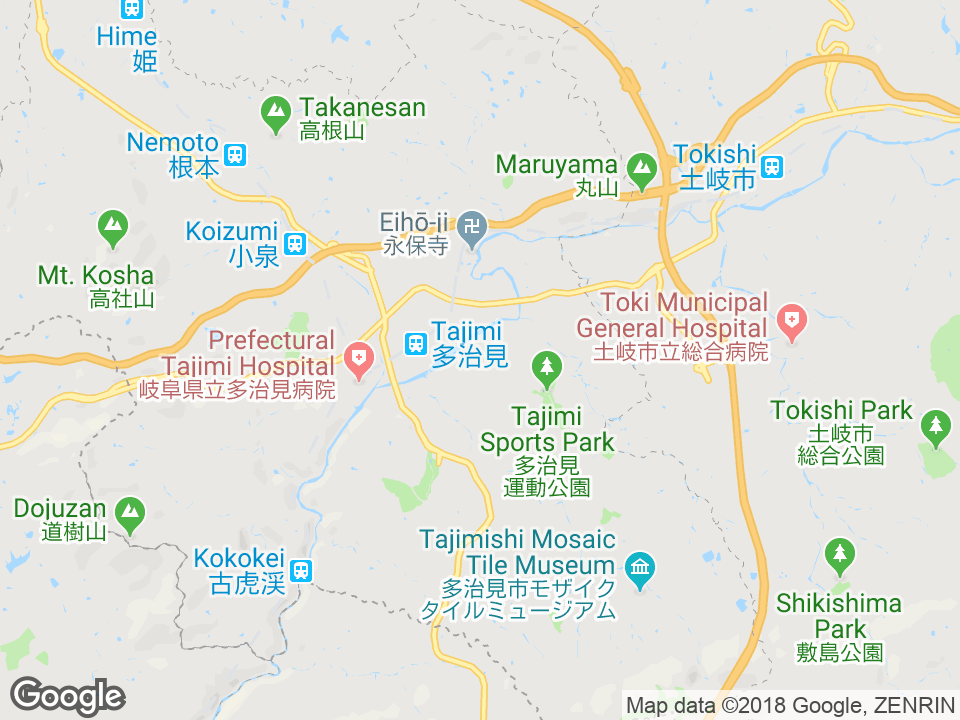 Hime
姫
Takanesan
高根山
Nemoto
根本
Maruyama
丸山
Tokishi
土岐市
Eihō-ji
永保寺
Koizumi
小泉
Mt. Kosha
高社山
Toki Municipal
General Hospital
土岐市立総合病院
Prefectural
Tajimi Hospital
岐阜県立多治見病院
Tajimi
多治見
Tajimi
Sports Park
多治見
運動公園
Tokishi Park
土岐市
総合公園
Dojuzan
道樹山
Kokokei
古虎渓
Tajimishi Mosaic
Tile Museum
多治見市モザイク
タイルミュージアム
Shikishima
Park
敷島公園
Google
Map data ©2018 Google, ZENRIN